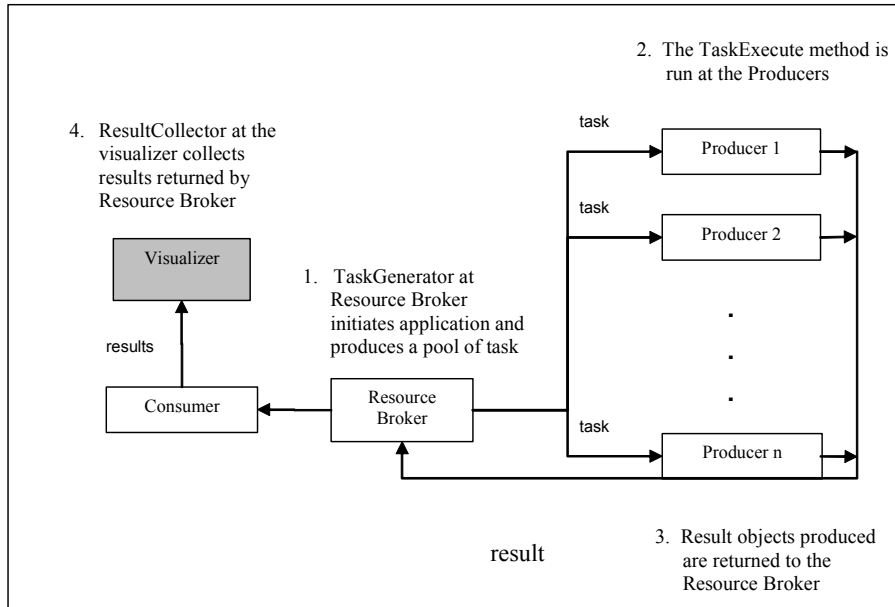 2. The TaskExecute method is
run at the Producers
4. ResultCollector at the
visualizer collects
results returned by
Resource Broker
task
Producer 1
task
Producer 2
Visualizer
1. TaskGenerator at
Resource Broker
initiates application and
produces a pool of task
results
Consumer
Resource
Broker
task
Producer n
result
3. Result objects produced
are returned to the
Resource Broker